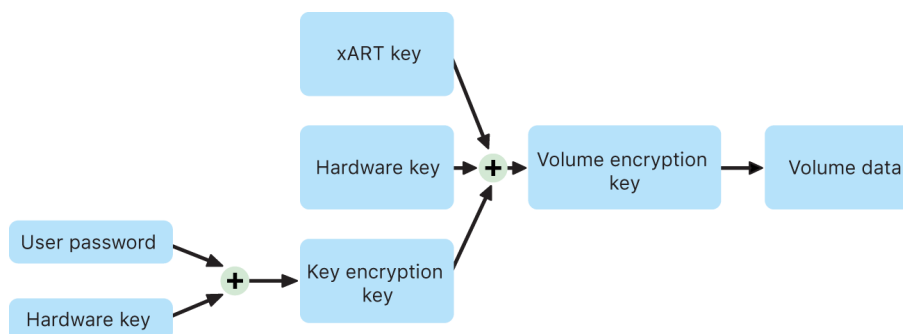 xART key
Hardware key
+
Volume encryption
key
Volume data
User password
+
Key encryption
key
Hardware key